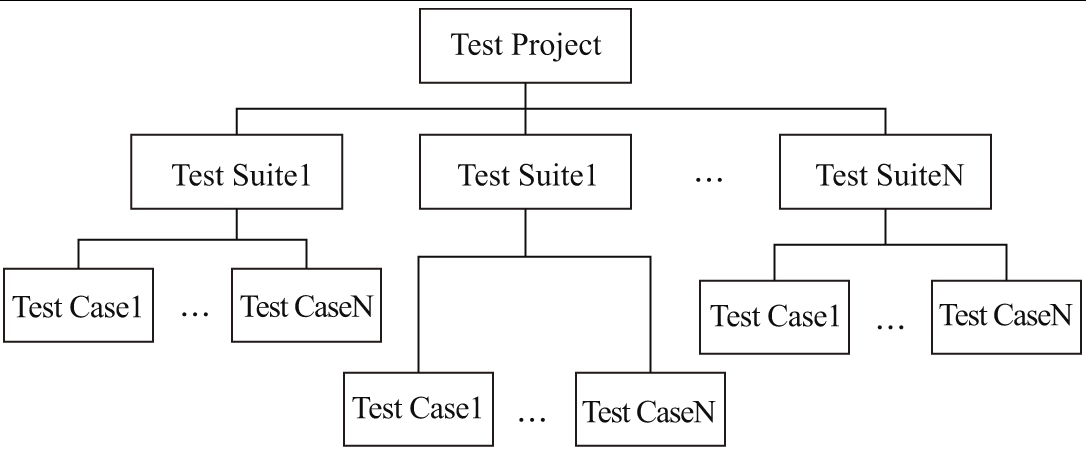 Test Project
Test Suite1
Test Suite1
...
Test SuiteN
Test Case1
...
Test CaseN
Test Case1
...
Test CaseN
Test Case1
...
Test CaseN